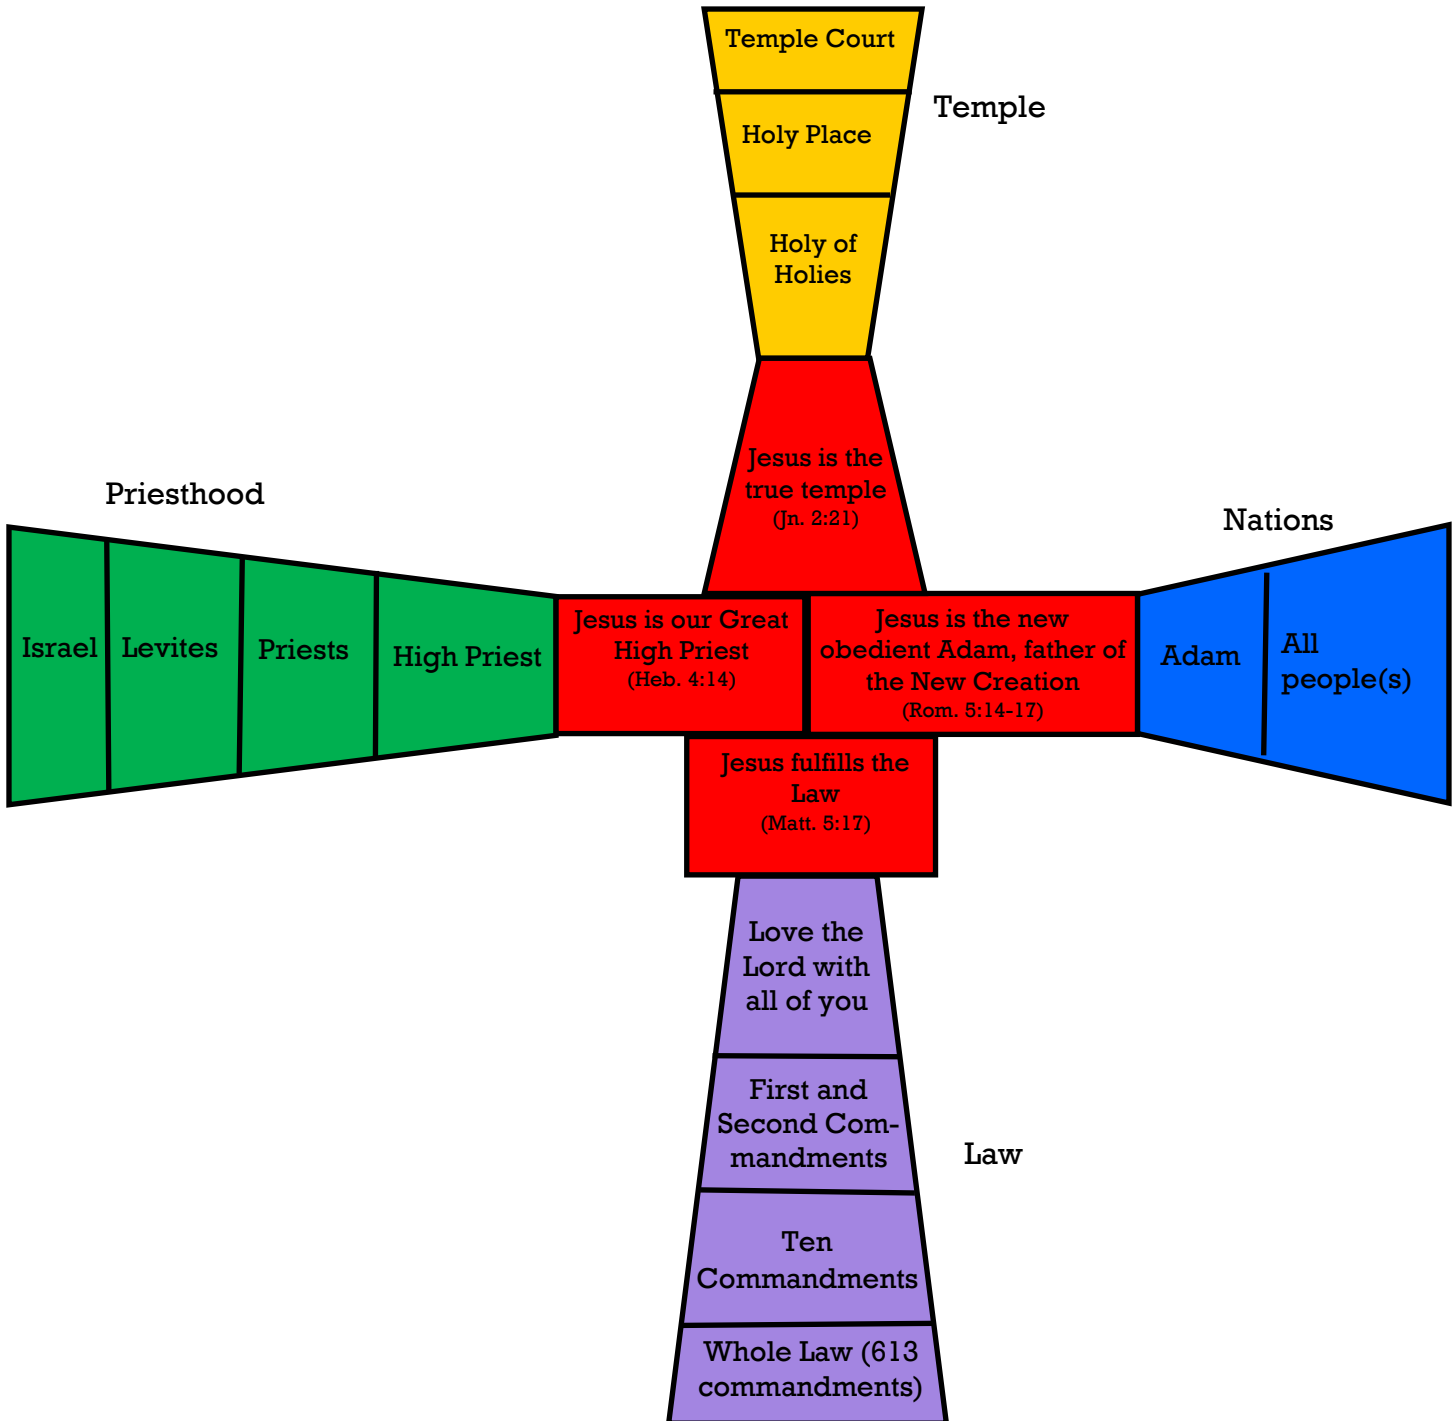 Temple Court
Temple
Holy Place
Holy of
Holies
Jesus is the
true temple
(Jn. 2:21)
Priesthood
Nations
Israel
Levites
Priests
High Priest
Jesus is our Great
High Priest
(Heb. 4:14)
Jesus is the new
obedient Adam, father of
the New Creation
(Rom. 5:14-17)
Adam
All
people(s)
Jesus fulfills the
Law
(Matt. 5:17)
Love the
Lord with
all of you
First and
Second Com-
mandments
Law
Ten
Commandments
Whole Law (613
commandments)